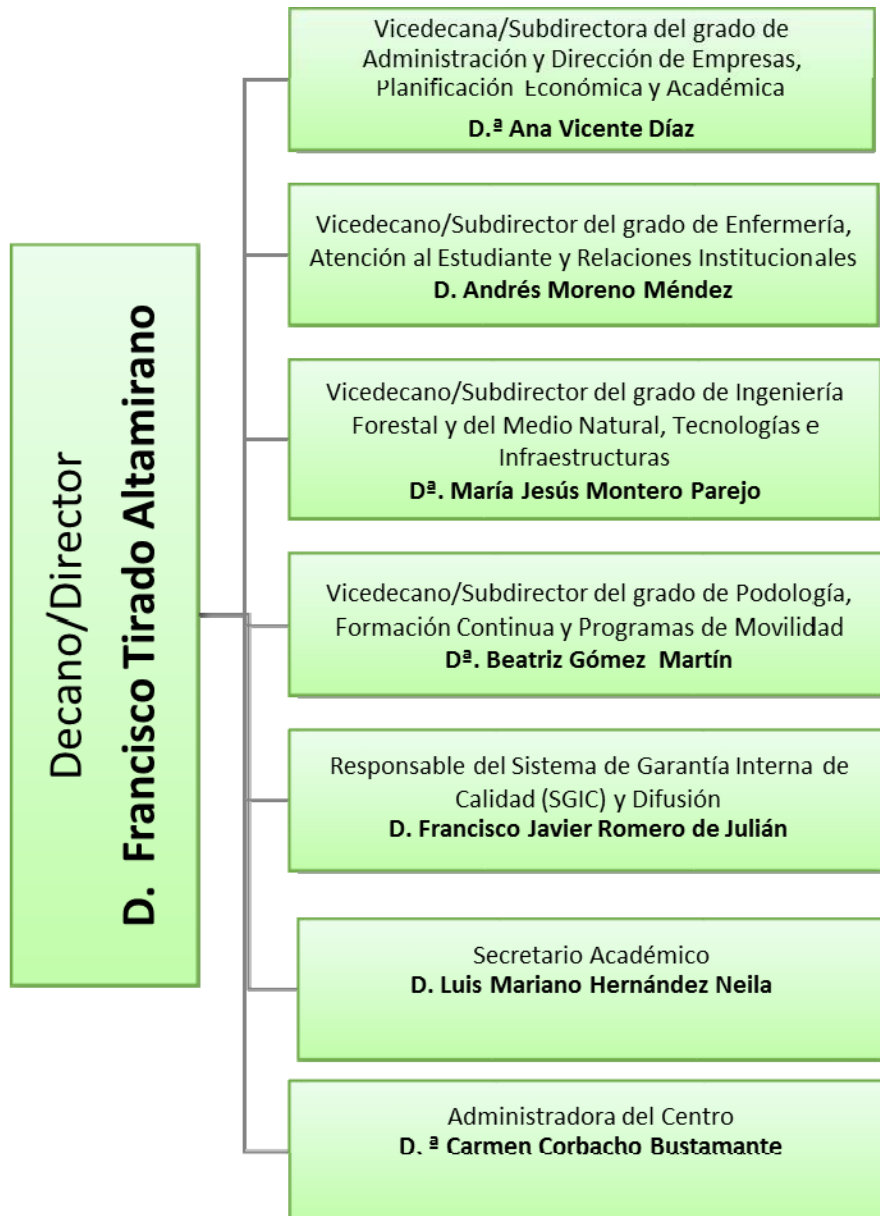 Decano/Director
D. Francisco Tirado Altamirano
Vicedecana/Subdirectora del grado de
Administración y Dirección de Empresas,
Planificación Económica y Académica
D.ª Ana Vicente Díaz
Vicedecano/Subdirector del grado de Enfermería,
Atención al Estudiante y Relaciones Institucionales
D. Andrés Moreno Méndez
Vicedecano/Subdirector del grado de Ingeniería
Forestal y del Medio Natural, Tecnologías e
Infraestructuras
Dª. María Jesús Montero Parejo
Vicedecano/Subdirector del grado de Podología,
Formación Continua y Programas de Movilidad
Dª. Beatriz Gómez Martín
Responsable del Sistema de Garantía Interna de
Calidad (SGIC) y Difusión
D. Francisco Javier Romero de Julián
Secretario Académico
D. Luis Mariano Hernández Neila
Administradora del Centro
D. ª Carmen Corbacho Bustamante